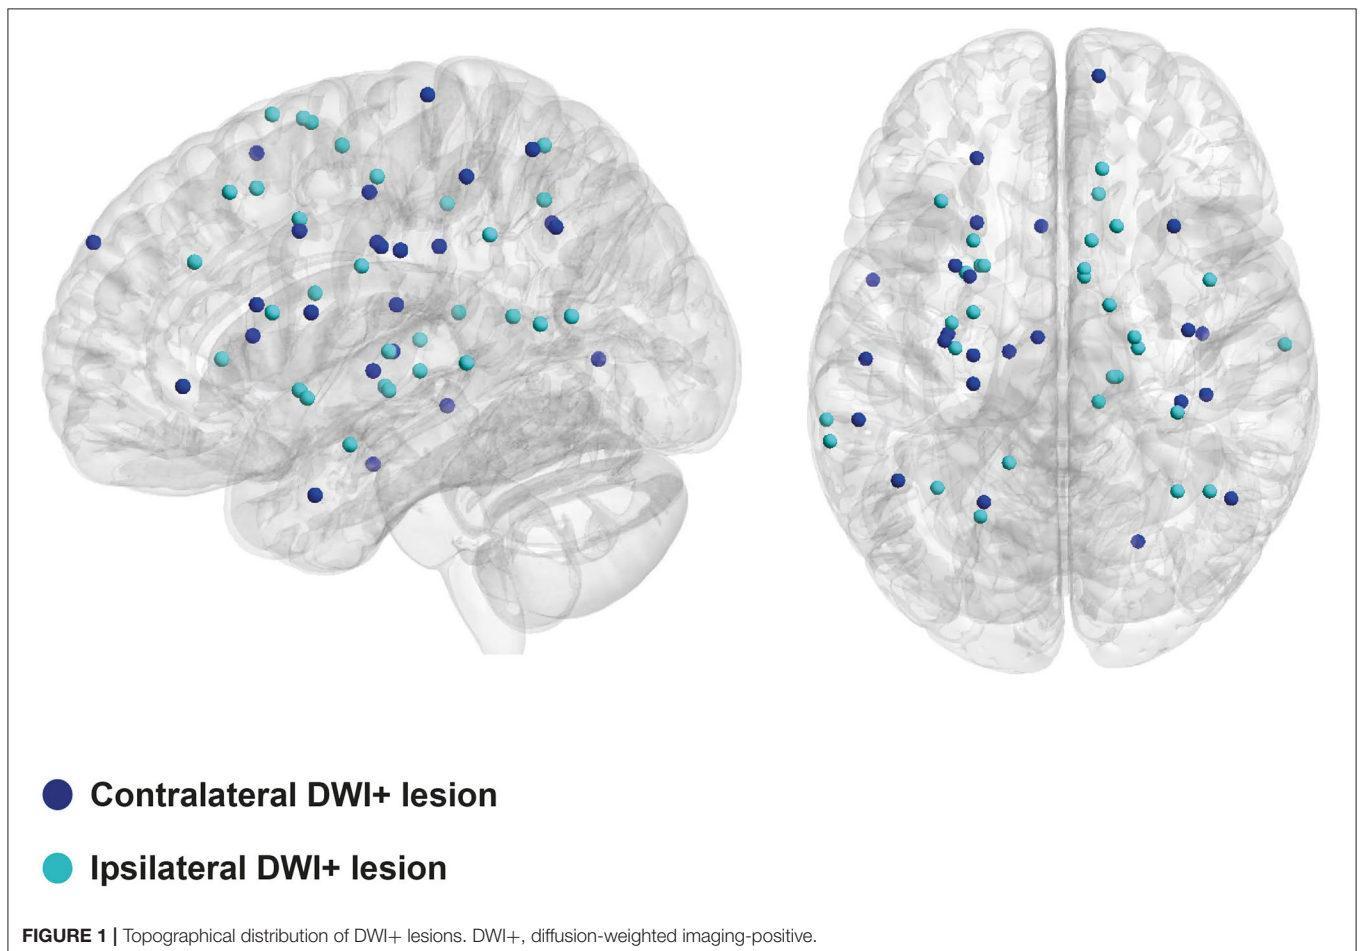 Contralateral DWI+ lesion
Ipsilateral DWI+ lesion
FIGURE 1 | Topographical distribution of DWI+ lesions. DWI+, diffusion-weighted imaging-positive.